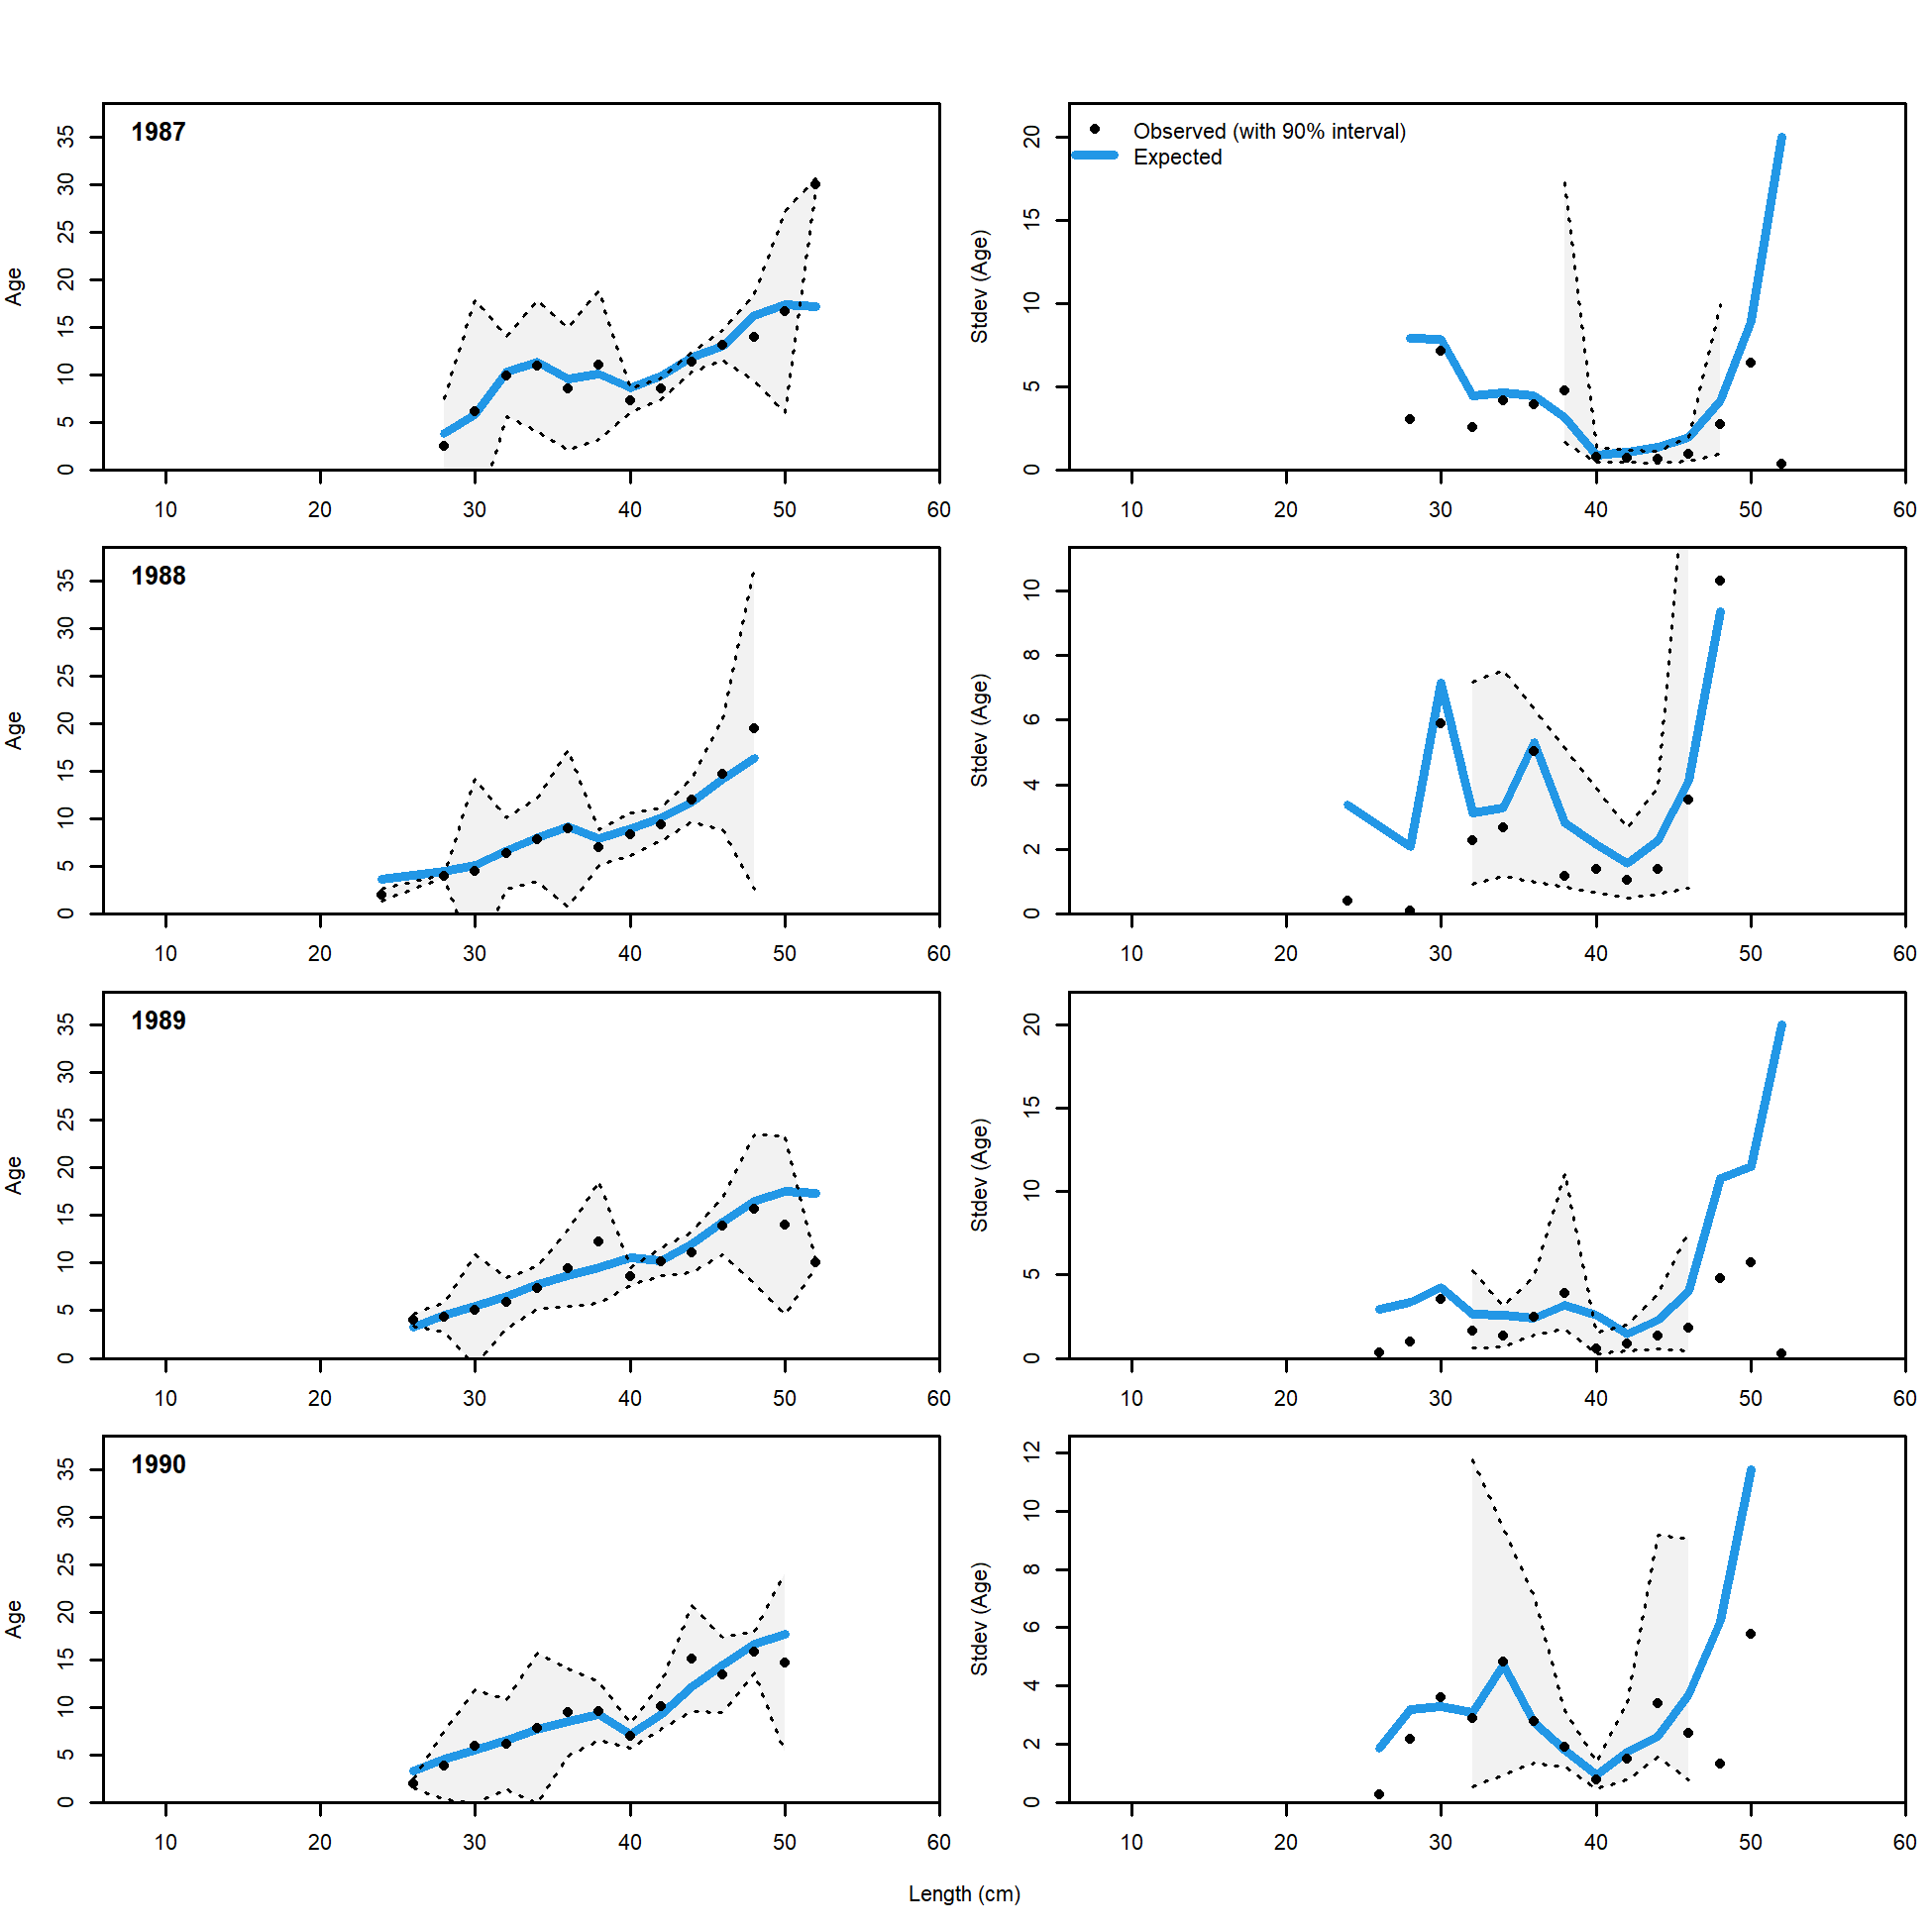 1987
Age
0 5 10 15 20 25 30 35
10 20 30 40 50 60
Observed (with 90% interval)
Expected
Stdev (Age)
0 5 10 15 20
10 20 30 40 50 60
1988
Age
0 5 10 15 20 25 30 35
10 20 30 40 50 60
Stdev (Age)
0 2 4 6 8 10
10 20 30 40 50 60
1989
Age
0 5 10 15 20 25 30 35
10 20 30 40 50 60
Stdev (Age)
0 5 10 15 20
10 20 30 40 50 60
1990
Age
0 5 10 15 20 25 30 35
10 20 30 40 50 60
Stdev (Age)
0 2 4 6 8 10 12
10 20 30 40 50 60
Length (cm)